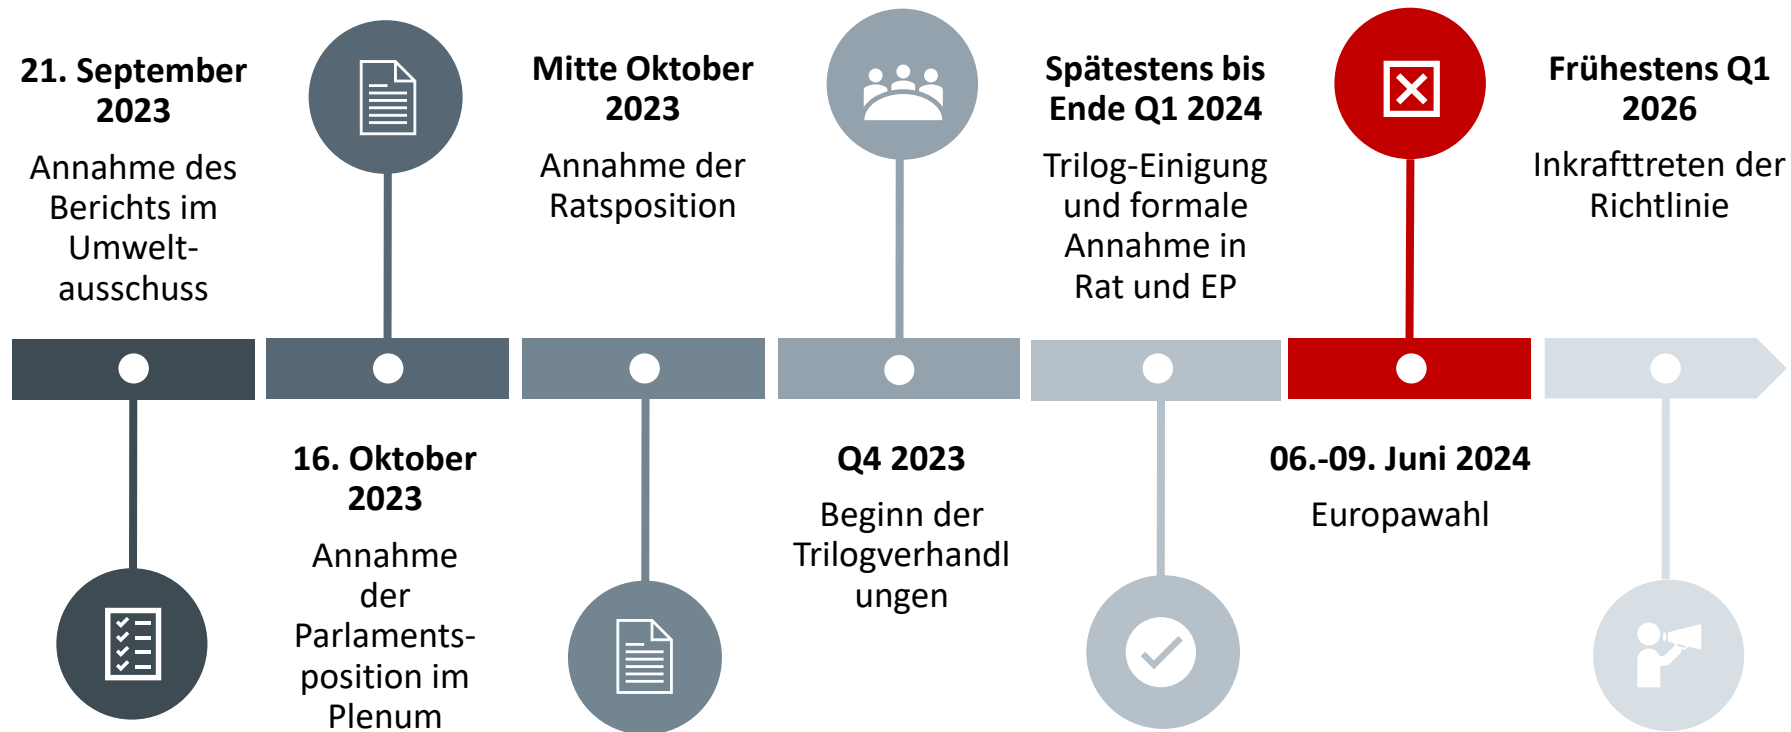 21. September
2023
Annahme des
Berichts im
Umwelt-
ausschuss
16. Oktober
2023
Annahme
der
Parlaments-
position im
Plenum
Mitte Oktober
2023
Annahme der
Ratsposition
Q4 2023
Beginn der
Trilogverhandl
ungen
Spätestens bis
Ende Q1 2024
Trilog-Einigung
und formale
Annahme in
Rat und EP
06.-09. Juni 2024
Europawahl
Frühestens Q1
2026
Inkrafttreten der
Richtlinie